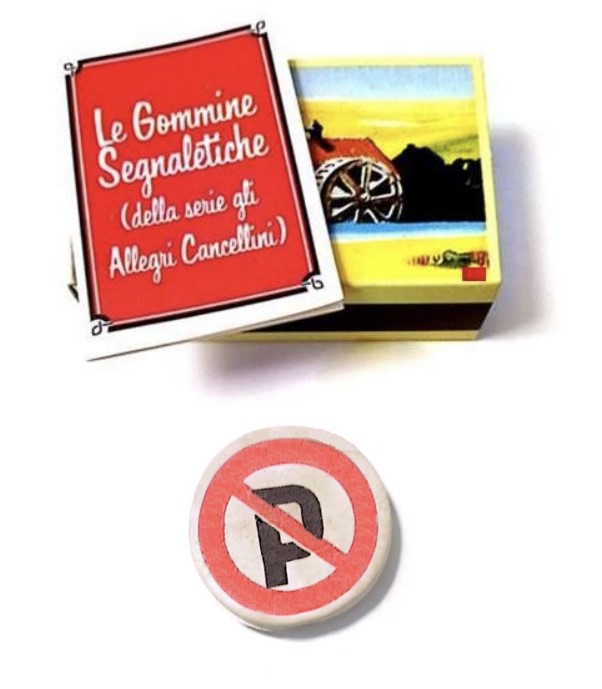 Le Gommine
Segnaletiche
(della serie gli
Allegri Cancellini)
P